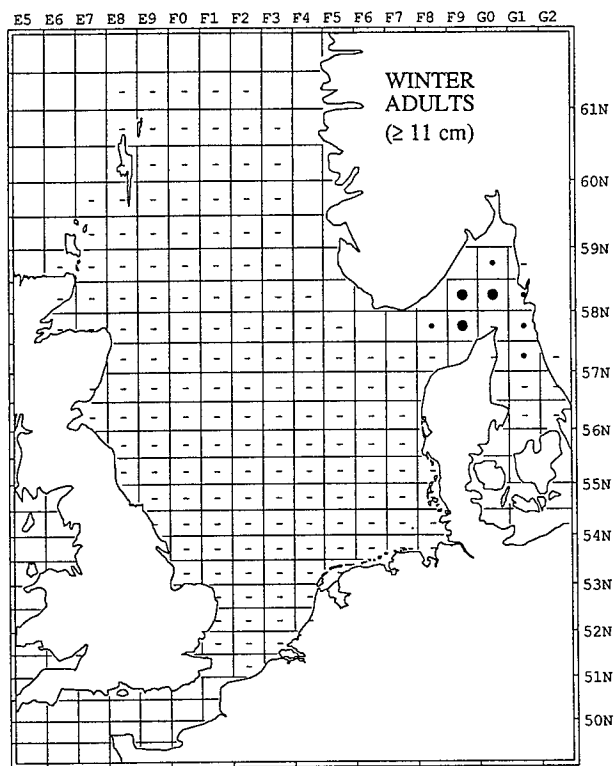 E5 E6 E7 E8 E9 F0 F1 F2 F3 F4 F5 F6 F7 F8 F9 G0 G1 G2
WINTER
ADULTS
(≥ 11 cm)
61N
60N
59N
58N
57N
56N
55N
54N
53N
52N
51N
50N